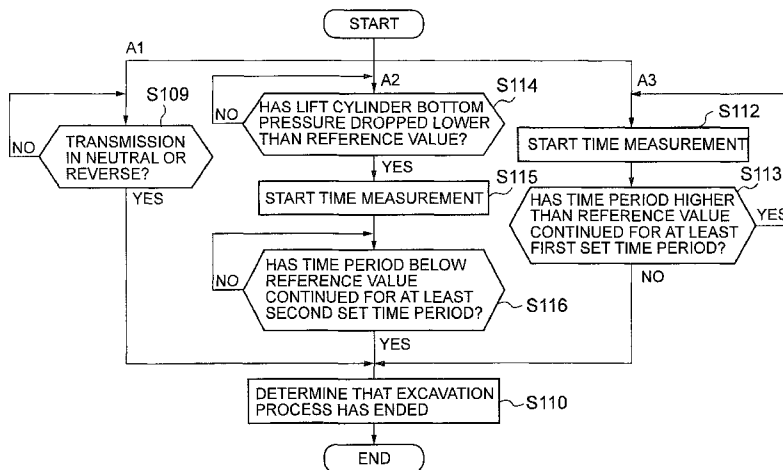 START
A1
A2
A3
S109
NO
TRANSMISSION
IN NEUTRAL OR
REVERSE?
YES
S114
NO
HAS LIFT CYLINDER BOTTOM
PRESSURE DROPPED LOWER
THAN REFERENCE VALUE?
YES
S115
START TIME MEASUREMENT
NO
HAS TIME PERIOD BELOW
REFERENCE VALUE
CONTINUED FOR AT LEAST
SECOND SET TIME PERIOD?
S116
YES
S112
START TIME MEASUREMENT
S113
HAS TIME PERIOD HIGHER
THAN REFERENCE VALUE
CONTINUED FOR AT LEAST
FIRST SET TIME PERIOD?
YES
NO
DETERMINE THAT EXCAVATION
PROCESS HAS ENDED
S110
END